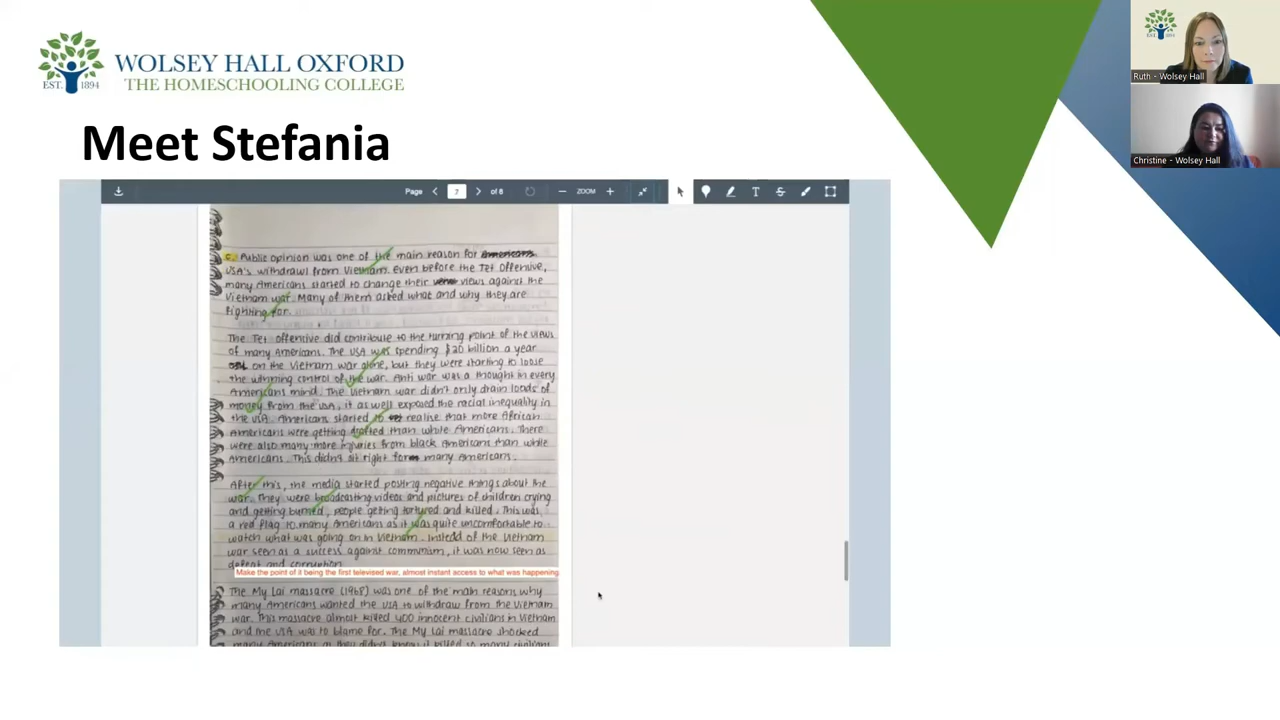 WOLSEY HALL OXFORD
EST. 1894
THE HOMESCHOOLING COLLEGE
Meet Stefania
Ruth - Wolsey Hall
Christine - Wolsey Hall
Page 7 of 8
ZOOM
c. Public opinion was one of the main reason for Americans
USA's withdrawl from Vietnam. Even before the Tet Offensive,
many Americans started to change their views against the
Vietnam war. Many of them asked what and why they are
fighting for.
The Tet offensive did contribute to the turning point of the views
of many Americans. The USA was spending $20 billion a year
on the Vietnam war alone, but they were starting to loose
the winning control of the war. Anti war was a thought in every
Americans mind. The Vietnam war didn't only drain loads of
money from the USA, it as well exposed the racial inequality in
the USA. Americans started to realise that more African
Americans were getting drafted than white Americans. There
were also many more injuries from black Americans than white
Americans. This didn't sit right for many Americans.
After this, the media started posting negative things about the
war. They were broadcasting videos and pictures of children crying
and getting burned, people getting tortured and killed. This was
a red flag to many Americans as it was quite uncomfortable to
watch what was going on in Vietnam. Instead of the Vietnam
war seen as a success against communism, it was now seen as
defeat and corruption.
Make the point of it being the first televised war, almost instant access to what was happening
The My Lai massacre (1968) was one of the main reasons why
many Americans wanted the USA to withdraw from the Vietnam
war. This massacre almost killed 400 innocent civilians in Vietnam
and the USA was to blame for. The My Lai massacre shocked
many Americans as they didn't know it killed so many civilians